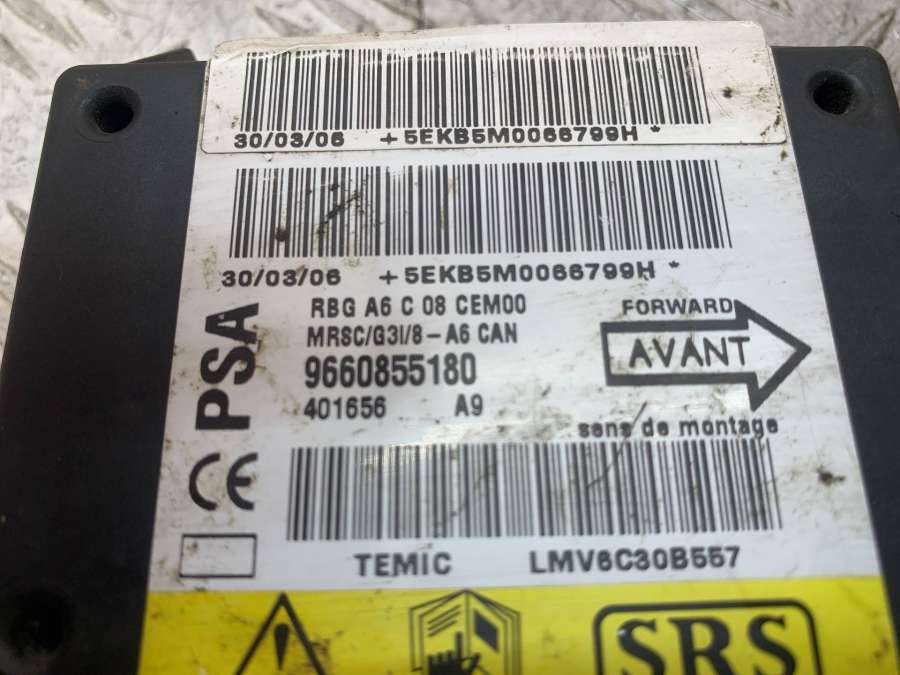 30/03/06 +5EKB5M0066799H*
30/03/06 +5EKB5M0066799H*
PSA
RBG A6 C 08 CEM00
MRSC/G3I/8-A6 CAN
9660855180
401656 A9
FORWARD
AVANT
sens de montage
CE
TEMIC LMV6C30B557
SRS